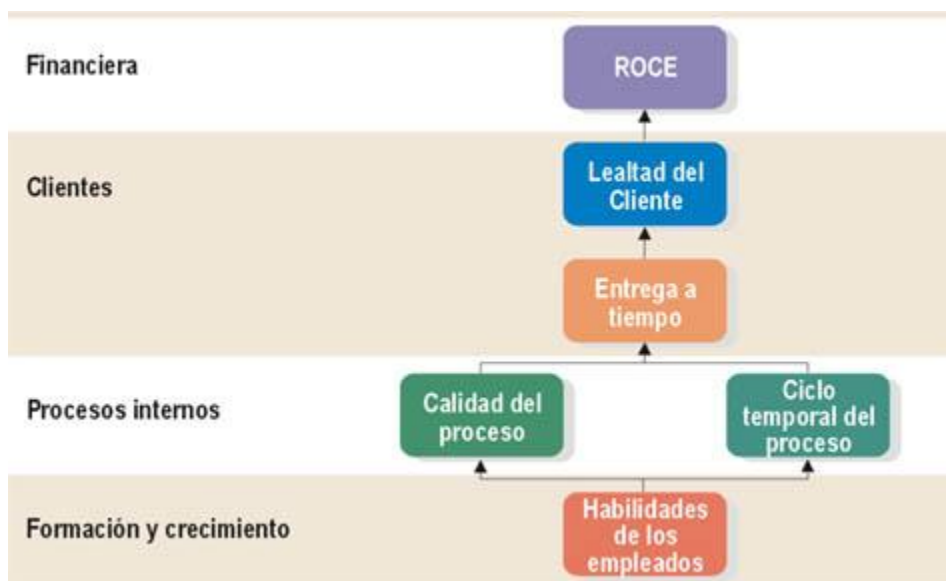 Financiera
ROCE
Clientes
Lealtad del
Cliente
Entrega a
tiempo
Procesos internos
Calidad del
proceso
Ciclo
temporal del
proceso
Formación y crecimiento
Habilidades
de los
empleados